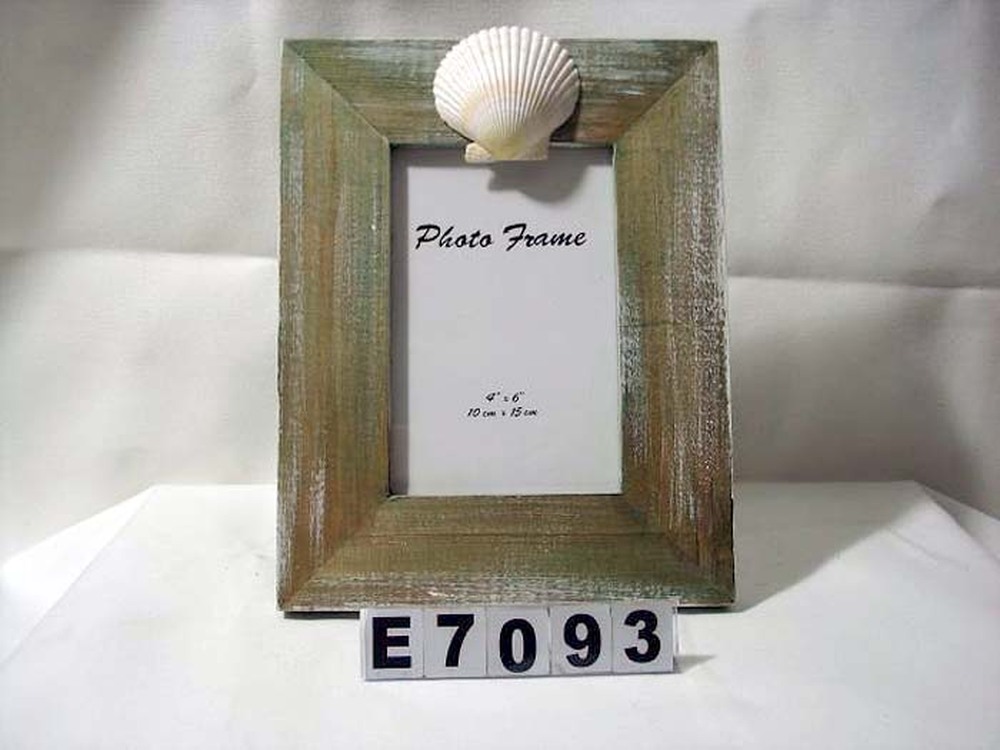 Photo Frame
4" x 6"
10 cm x 15 cm
E7093